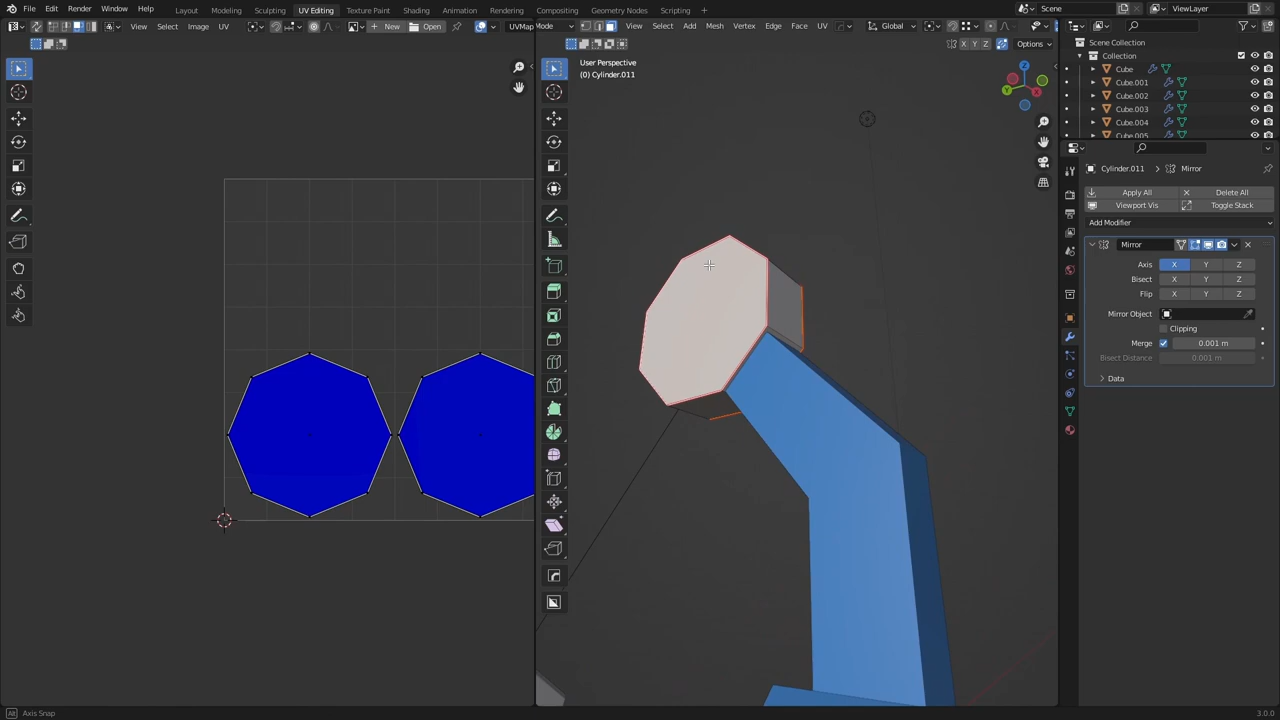 File Edit Render Window Help Layout Modeling Sculpting UV Editing Texture Paint Shading Animation Rendering Compositing Geometry Nodes Scripting Scene ViewLayer
View Select Image UV New Open UVMap Mode View Select Add Mesh Vertex Edge Face UV Global
X Y Z Options
User Perspective
(0) Cylinder.011
Z
Y
X
Scene Collection
Collection
Cube
Cube.001
Cube.002
Cube.003
Cube.004
Cube.005
Cylinder.011 > Mirror
Apply All Delete All
Viewport Vis Toggle Stack
Add Modifier
Mirror
Axis X Y Z
Bisect X Y Z
Flip X Y Z
Mirror Object
Clipping
Merge 0.001 m
Bisect Distance 0.001 m
Data
Alt Axis Snap 3.0.0